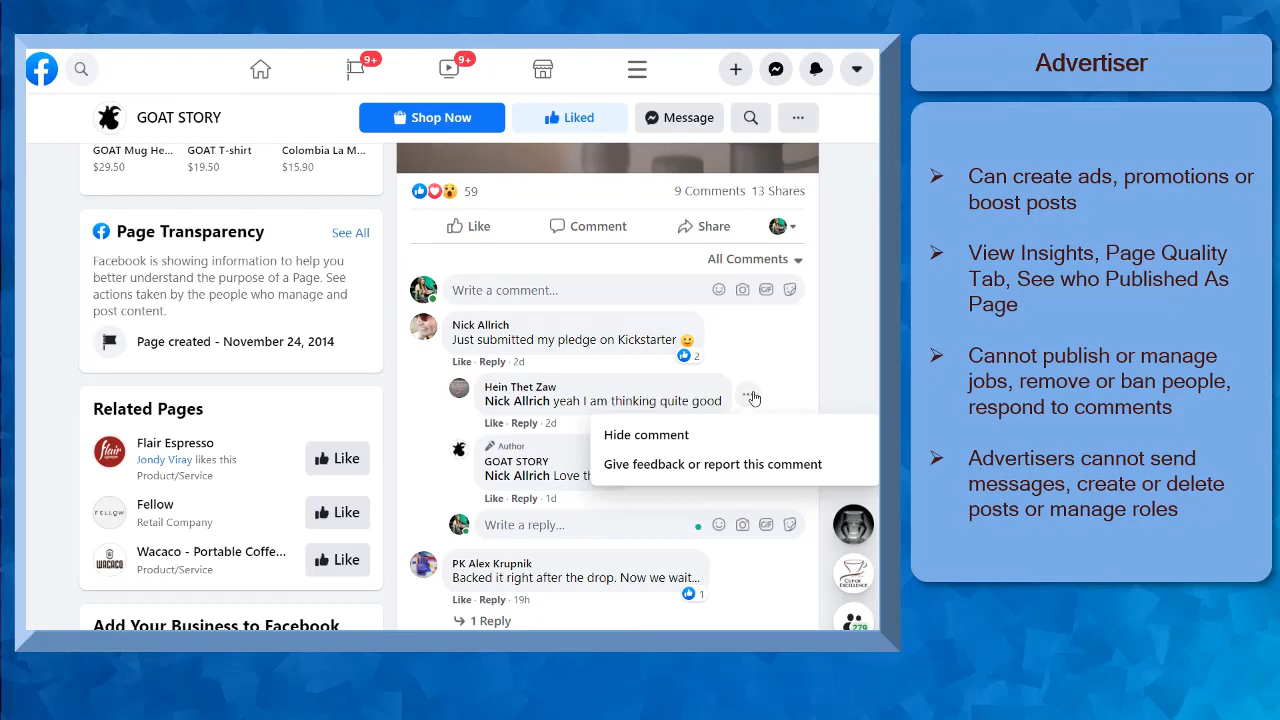 9+
9+
GOAT STORY
Shop Now
Liked
Message
GOAT Mug He...
GOAT T-shirt
Colombia La M...
$29.50
$19.50
$15.90
Page Transparency
See All
Facebook is showing information to help you
better understand the purpose of a Page. See
actions taken by the people who manage and
post content.
Page created - November 24, 2014
Related Pages
Flair Espresso
Jondy Viray likes this
Product/Service
Like
FELLOW
Fellow
Retail Company
Like
WACACO
Wacaco - Portable Coffe...
Product/Service
Like
Add Your Business to Facebook
59
9 Comments 13 Shares
Like
Comment
Share
All Comments
Write a comment...
GIF
Nick Allrich
Just submitted my pledge on Kickstarter
2
Like · Reply · 2d
Hein Thet Zaw
Nick Allrich yeah I am thinking quite good
Like · Reply · 2d
Hide comment
Give feedback or report this comment
Author
GOAT STORY
Nick Allrich Love th
Like · Reply · 1d
Write a reply...
GIF
PK Alex Krupnik
Backed it right after the drop. Now we wait...
1
Like · Reply · 19h
1 Reply
CUP OF
EXCELLENCE
279
Advertiser
Can create ads, promotions or
boost posts
View Insights, Page Quality
Tab, See who Published As
Page
Cannot publish or manage
jobs, remove or ban people,
respond to comments
Advertisers cannot send
messages, create or delete
posts or manage roles